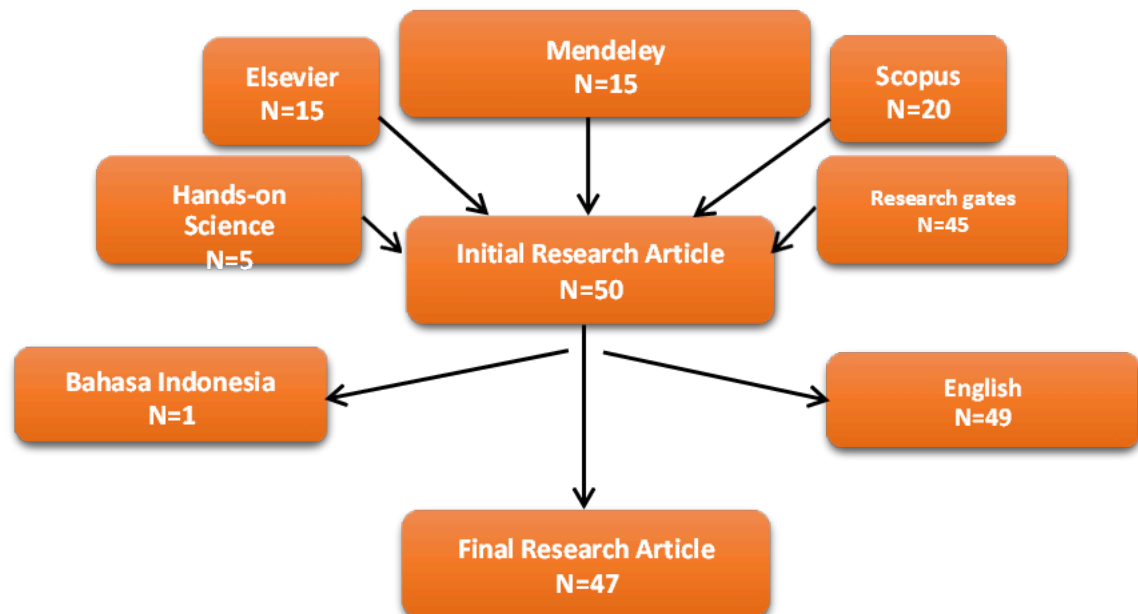 Mendeley
N=15
Elsevier
N=15
Scopus
N=20
Hands-on
Science
N=5
Research gates
N=45
Initial Research Article
N=50
Bahasa Indonesia
N=1
English
N=49
Final Research Article
N=47